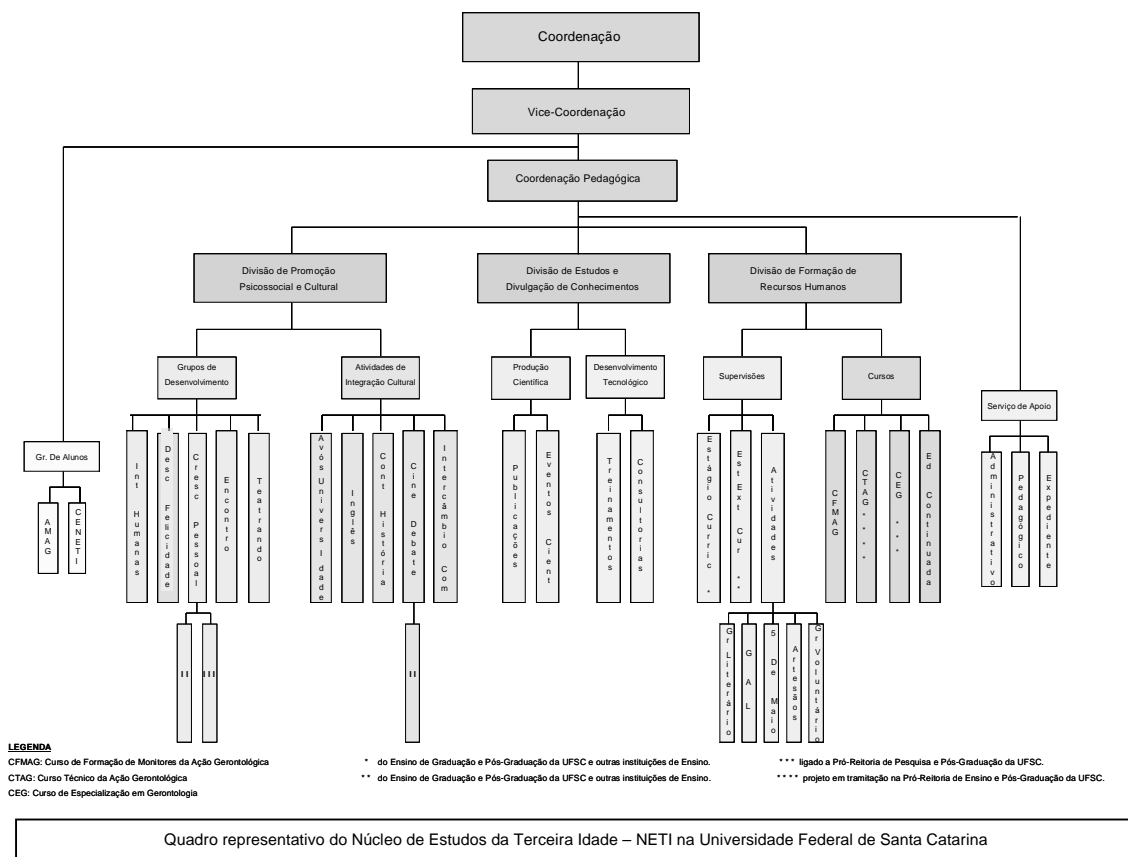 Coordenação
Vice-Coordenação
Coordenação Pedagógica
Divisão de Promoção
Psicossocial e Cultural
Divisão de Estudos e
Divulgação de Conhecimentos
Divisão de Formação de
Recursos Humanos
Grupos de
Desenvolvimento
Atividades de
Integração Cultural
Produção
Científica
Desenvolvimento
Tecnológico
Supervisões
Cursos
Serviço de Apoio
Gr. De Alunos
AMAG
CENETI
Int Humanas
Desc Felicidade
Cresc Pessoal
Encontro
Teatrando
Avós Univers Idade
Inglês
Cont História
Cine Debate
Intercâmbio Com
Publicações
Eventos Cient
Treinamentos
Consultorias
Estágio Curric *
Est Ext Cur **
Atividades
CFMAG
CTAG ****
CEG ***
Ed Continuada
Administrativo
Pedagógico
Expediente
II
III
II
Gr Literário
GAL
5 De Maio
Artesãos
Gr Voluntário
LEGENDA
CFMAG: Curso de Formação de Monitores da Ação Gerontológica
CTAG: Curso Técnico da Ação Gerontológica
CEG: Curso de Especialização em Gerontologia
* do Ensino de Graduação e Pós-Graduação da UFSC e outras instituições de Ensino.
** do Ensino de Graduação e Pós-Graduação da UFSC e outras instituições de Ensino.
*** ligado a Pró-Reitoria de Pesquisa e Pós-Graduação da UFSC.
**** projeto em tramitação na Pró-Reitoria de Ensino e Pós-Graduação da UFSC.
Quadro representativo do Núcleo de Estudos da Terceira Idade – NETI na Universidade Federal de Santa Catarina